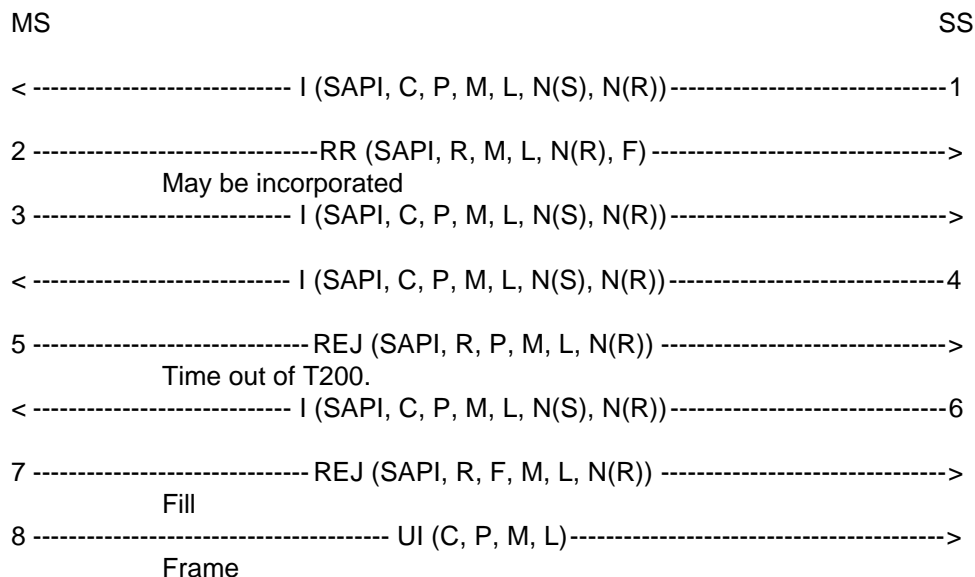 MS SS
< ----------------------------- I (SAPI, C, P, M, L, N(S), N(R))-------------------------------1
2 --------------------------------RR (SAPI, R, M, L, N(R), F) --------------------------------->
May be incorporated
3 ----------------------------- I (SAPI, C, P, M, L, N(S), N(R))------------------------------->
< ----------------------------- I (SAPI, C, P, M, L, N(S), N(R))-------------------------------4
5 -------------------------------REJ (SAPI, R, P, M, L, N(R)) -------------------------------->
Time out of T200.
< ----------------------------- I (SAPI, C, P, M, L, N(S), N(R))-------------------------------6
7 -------------------------------REJ (SAPI, R, F, M, L, N(R)) -------------------------------->
Fill
8 ---------------------------------------- UI (C, P, M, L)------------------------------------------>
Frame